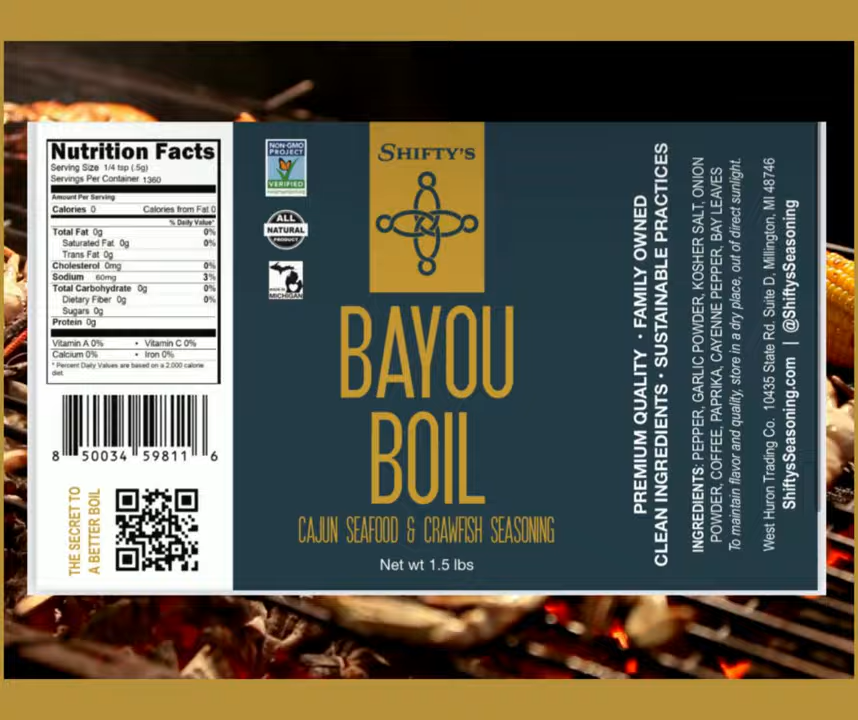 Nutrition Facts
Serving Size 1/4 tsp (.5g)
Servings Per Container 1360
Amount Per Serving
Calories 0 Calories from Fat 0
% Daily Value*
Total Fat 0g 0%
Saturated Fat 0g 0%
Trans Fat 0g
Cholesterol 0mg 0%
Sodium 60mg 3%
Total Carbohydrate 0g 0%
Dietary Fiber 0g 0%
Sugars 0g
Protein 0g
Vitamin A 0% • Vitamin C 0%
Calcium 0% • Iron 0%
* Percent Daily Values are based on a 2,000 calorie
diet.
8 50034 59811 6
THE SECRET TO
A BETTER BOIL
NON-GMO
PROJECT
VERIFIED
ALL
NATURAL
PRODUCT
MICHIGAN
SHIFTY'S
BAYOU
BOIL
CAJUN SEAFOOD & CRAWFISH SEASONING
Net wt 1.5 lbs
PREMIUM QUALITY • FAMILY OWNED
CLEAN INGREDIENTS • SUSTAINABLE PRACTICES
INGREDIENTS: PEPPER, GARLIC POWDER, KOSHER SALT, ONION
POWDER, COFFEE, PAPRIKA, CAYENNE PEPPER, BAY LEAVES
To maintain flavor and quality, store in a dry place, out of direct sunlight.
West Huron Trading Co. 10435 State Rd. Suite D, Millington, MI 48746
ShiftysSeasoning.com | @ShiftysSeasoning